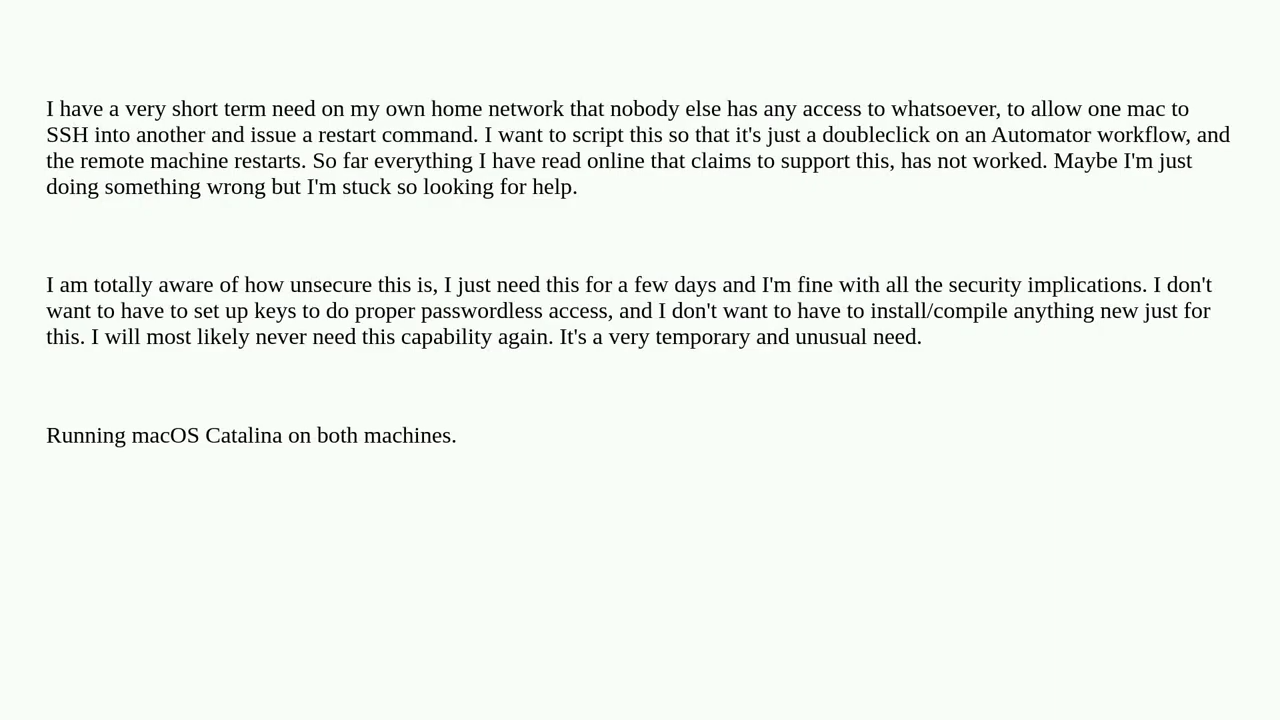 I have a very short term need on my own home network that nobody else has any access to whatsoever, to allow one mac to
SSH into another and issue a restart command. I want to script this so that it's just a doubleclick on an Automator workflow, and
the remote machine restarts. So far everything I have read online that claims to support this, has not worked. Maybe I'm just
doing something wrong but I'm stuck so looking for help.
I am totally aware of how unsecure this is, I just need this for a few days and I'm fine with all the security implications. I don't
want to have to set up keys to do proper passwordless access, and I don't want to have to install/compile anything new just for
this. I will most likely never need this capability again. It's a very temporary and unusual need.
Running macOS Catalina on both machines.